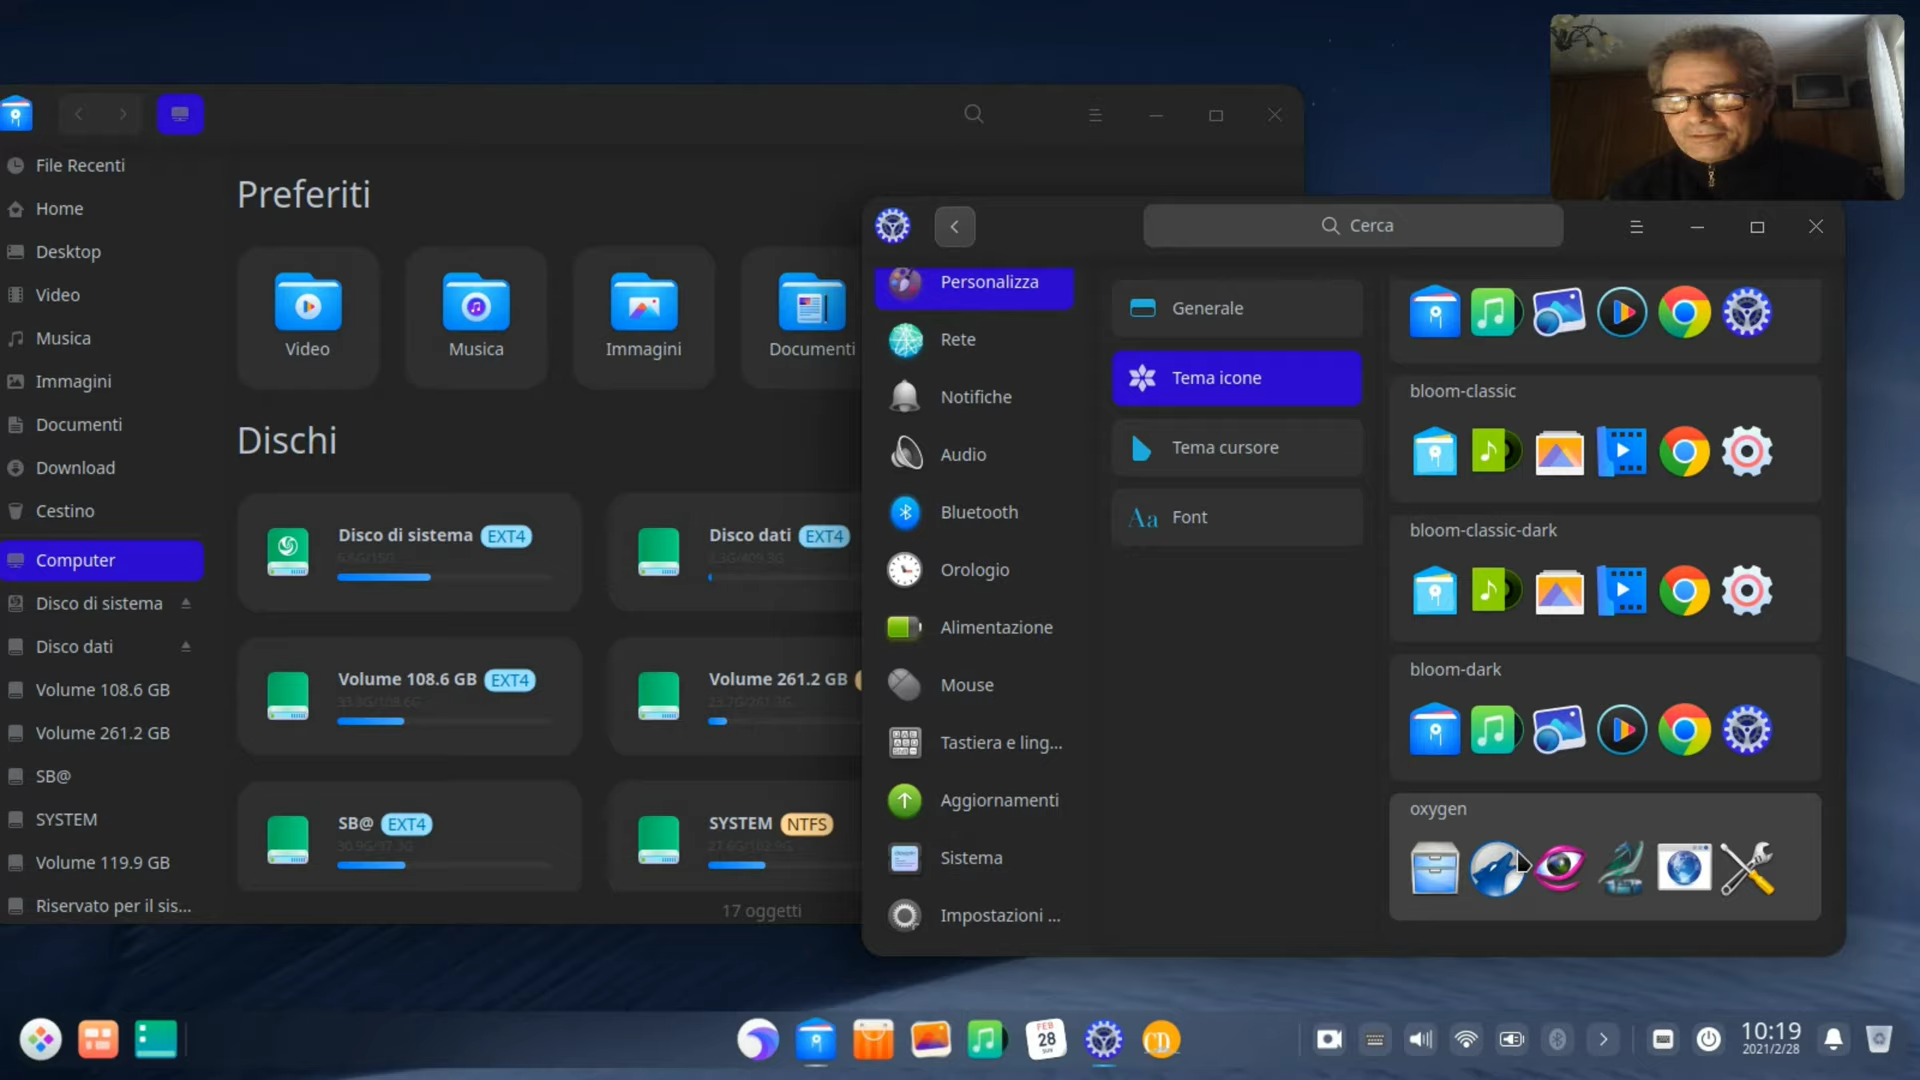 File Recenti
Home
Desktop
Video
Musica
Immagini
Documenti
Download
Cestino
Computer
Disco di sistema
Disco dati
Volume 108.6 GB
Volume 261.2 GB
SB@
SYSTEM
Volume 119.9 GB
Riservato per il sis...
Preferiti
Video
Musica
Immagini
Documenti
Dischi
Disco di sistema EXT4
Disco dati EXT4
Volume 108.6 GB EXT4
Volume 261.2 GB
SB@ EXT4
SYSTEM NTFS
17 oggetti
Cerca
Personalizza
Rete
Notifiche
Audio
Bluetooth
Orologio
Alimentazione
Mouse
Tastiera e ling...
Aggiornamenti
Sistema
Impostazioni ...
Generale
Tema icone
Tema cursore
Aa Font
bloom-classic
bloom-classic-dark
bloom-dark
oxygen
FEB
28
CD
10:19
2021/2/28